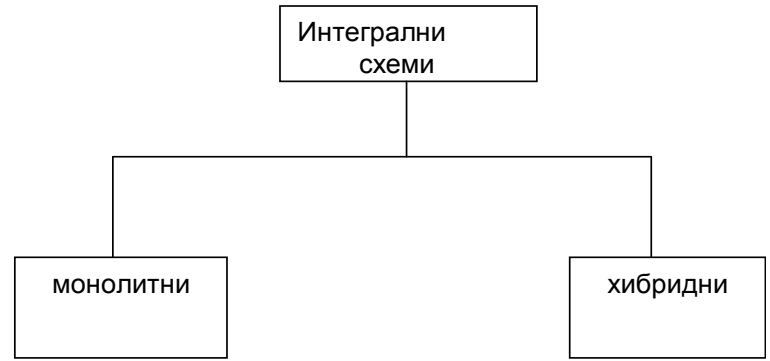 Интегрални
схеми
монолитни
хибридни